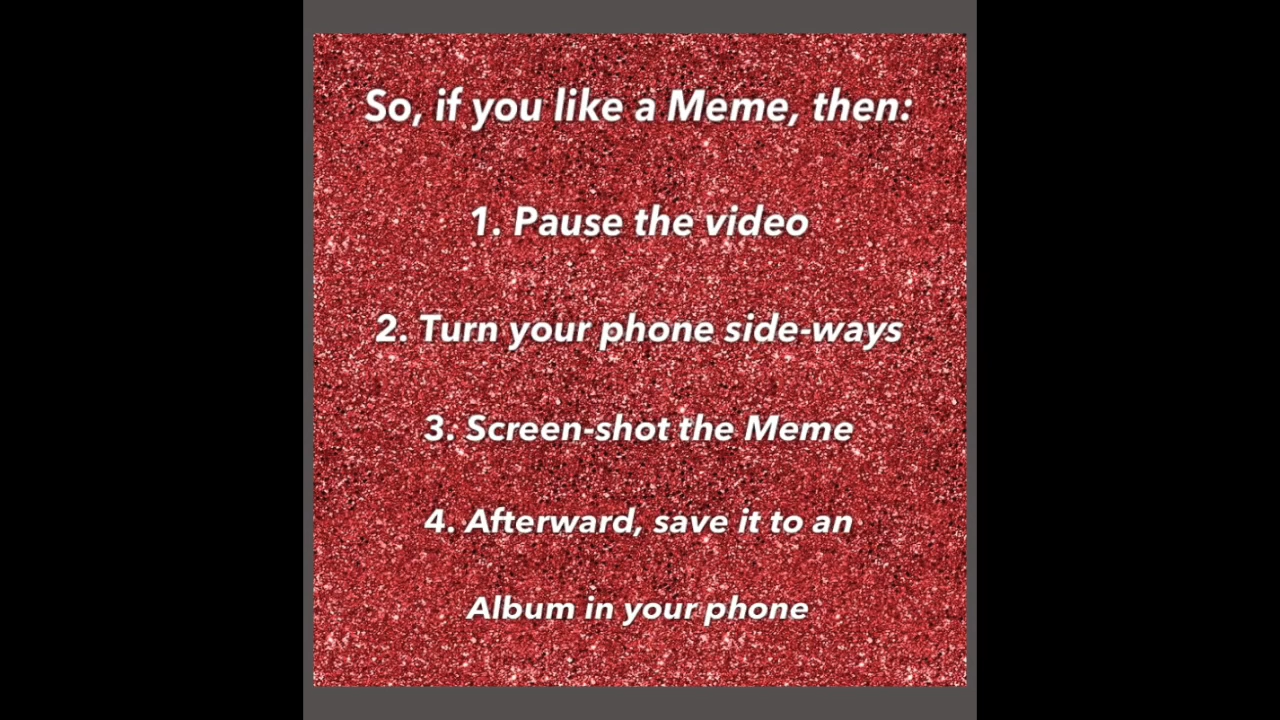 So, if you like a Meme, then:
1. Pause the video
2. Turn your phone side-ways
3. Screen-shot the Meme
4. Afterward, save it to an
Album in your phone